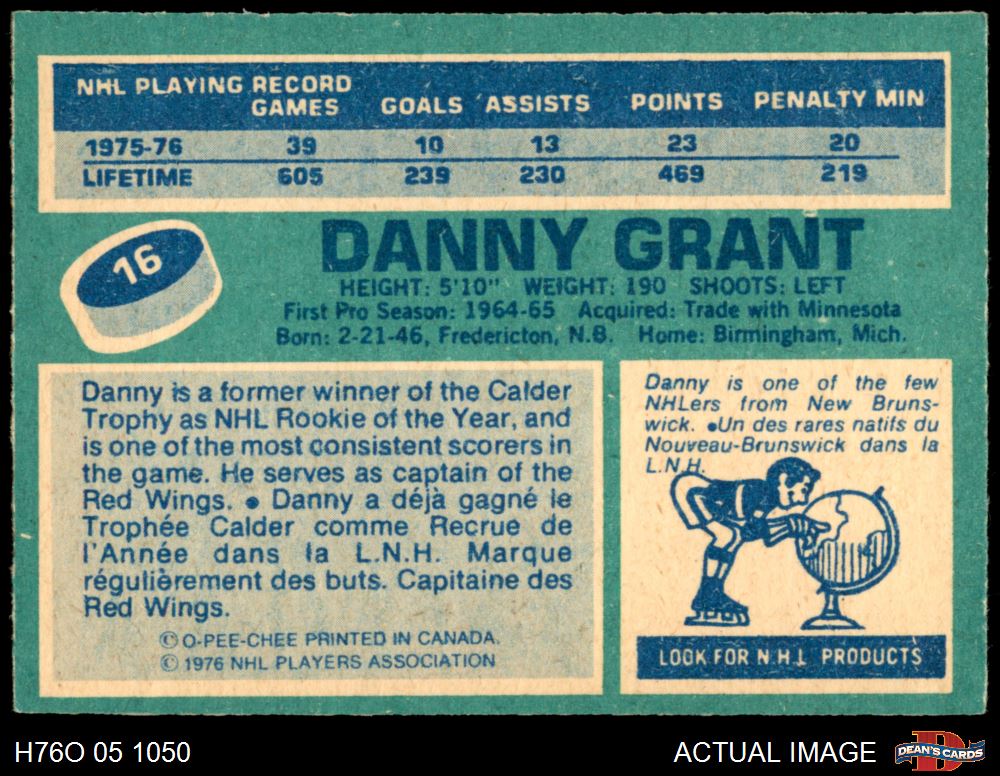 NHL PLAYING RECORD
GAMES GOALS ASSISTS POINTS PENALTY MIN
1975-76 39 10 13 23 20
LIFETIME 605 239 230 469 219
16
DANNY GRANT
HEIGHT: 5'10" WEIGHT: 190 SHOOTS: LEFT
First Pro Season: 1964-65 Acquired: Trade with Minnesota
Born: 2-21-46, Fredericton, N.B. Home: Birmingham, Mich.
Danny is a former winner of the Calder
Trophy as NHL Rookie of the Year, and
is one of the most consistent scorers in
the game. He serves as captain of the
Red Wings. • Danny a déjà gagné le
Trophée Calder comme Recrue de
l'Année dans la L.N.H. Marque
régulièrement des buts. Capitaine des
Red Wings.
© O-PEE-CHEE PRINTED IN CANADA.
© 1976 NHL PLAYERS ASSOCIATION
Danny is one of the few
NHLers from New Bruns-
wick. •Un des rares natifs du
Nouveau-Brunswick dans la
L.N.H.
LOOK FOR N.H.L PRODUCTS
H76O 05 1050
ACTUAL IMAGE
DEAN'S CARDS